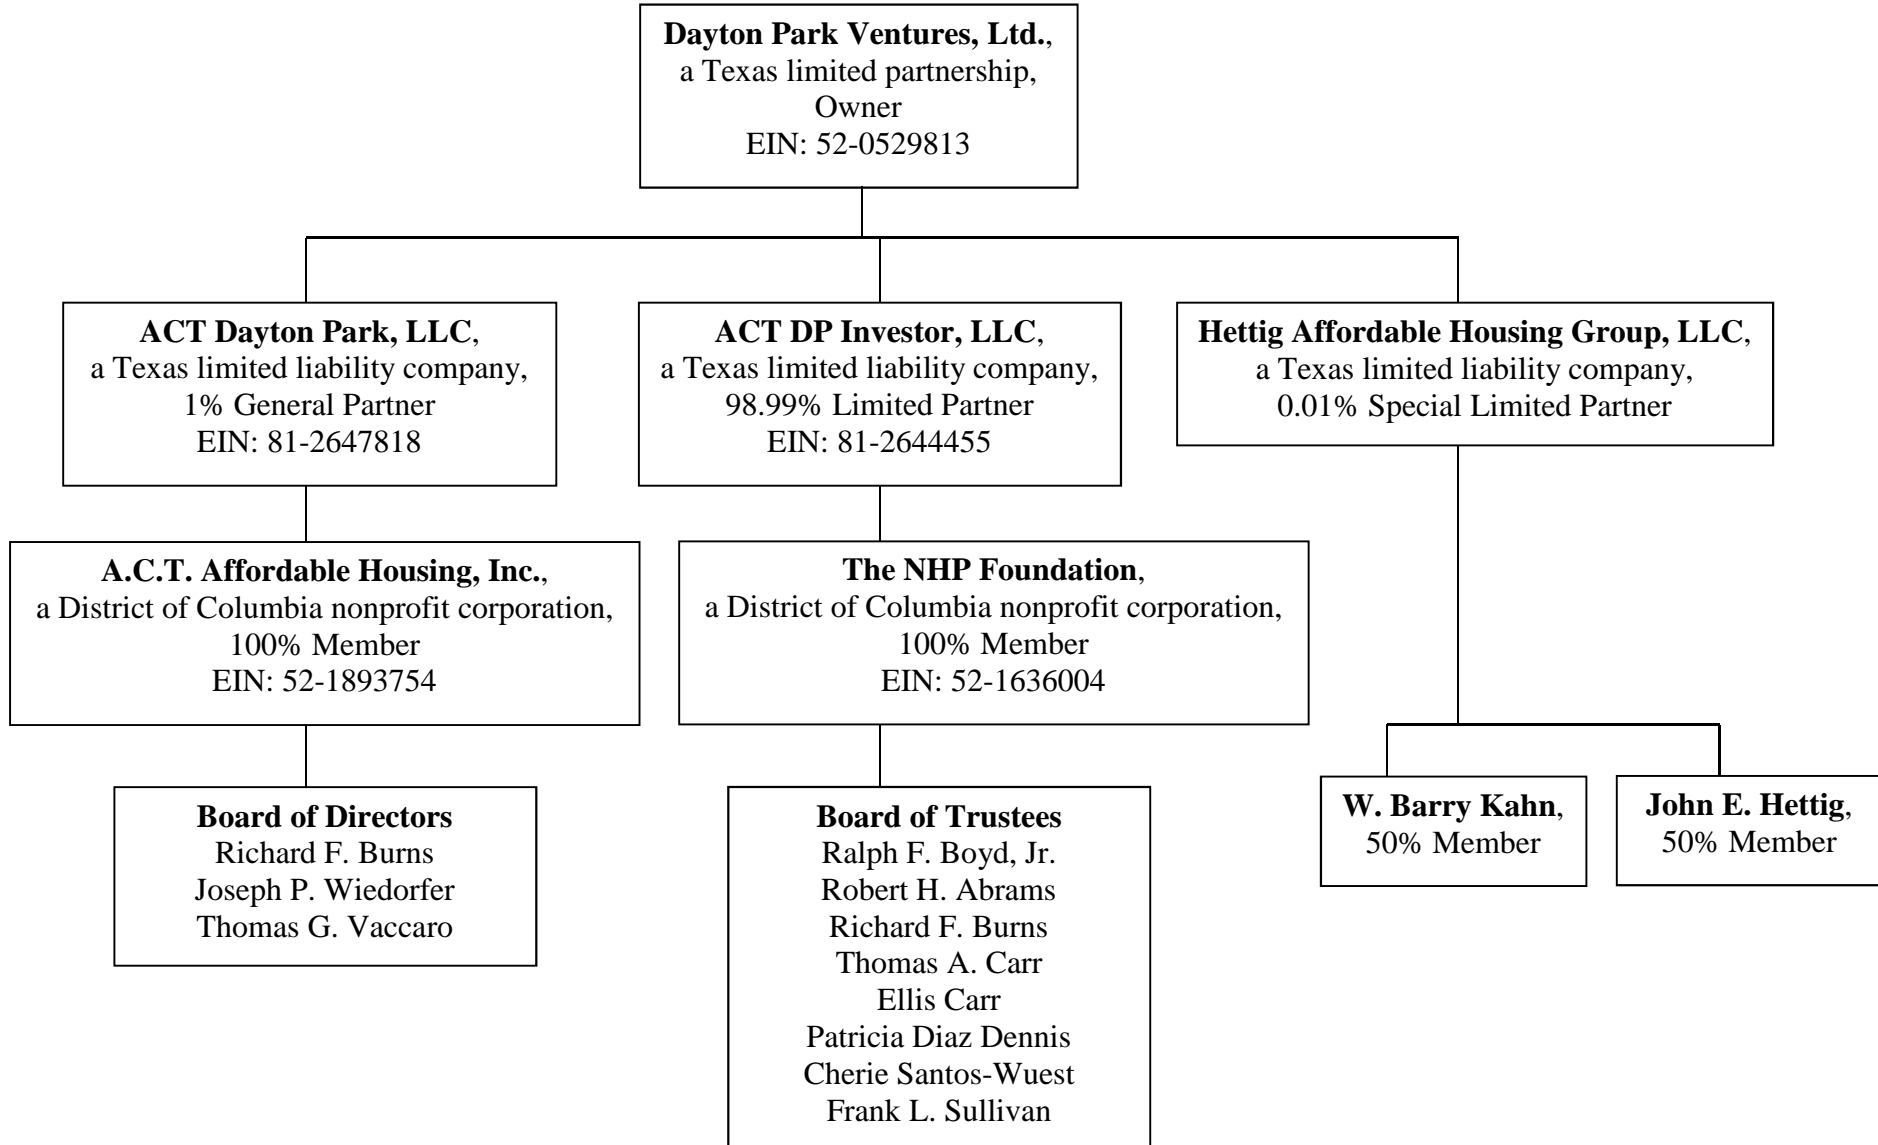 Dayton Park Ventures, Ltd.,
a Texas limited partnership,
Owner
EIN: 52-0529813
ACT Dayton Park, LLC,
a Texas limited liability company,
1% General Partner
EIN: 81-2647818
ACT DP Investor, LLC,
a Texas limited liability company,
98.99% Limited Partner
EIN: 81-2644455
Hettig Affordable Housing Group, LLC,
a Texas limited liability company,
0.01% Special Limited Partner
A.C.T. Affordable Housing, Inc.,
a District of Columbia nonprofit corporation,
100% Member
EIN: 52-1893754
The NHP Foundation,
a District of Columbia nonprofit corporation,
100% Member
EIN: 52-1636004
Board of Directors
Richard F. Burns
Joseph P. Wiedorfer
Thomas G. Vaccaro
Board of Trustees
Ralph F. Boyd, Jr.
Robert H. Abrams
Richard F. Burns
Thomas A. Carr
Ellis Carr
Patricia Diaz Dennis
Cherie Santos-Wuest
Frank L. Sullivan
W. Barry Kahn,
50% Member
John E. Hettig,
50% Member